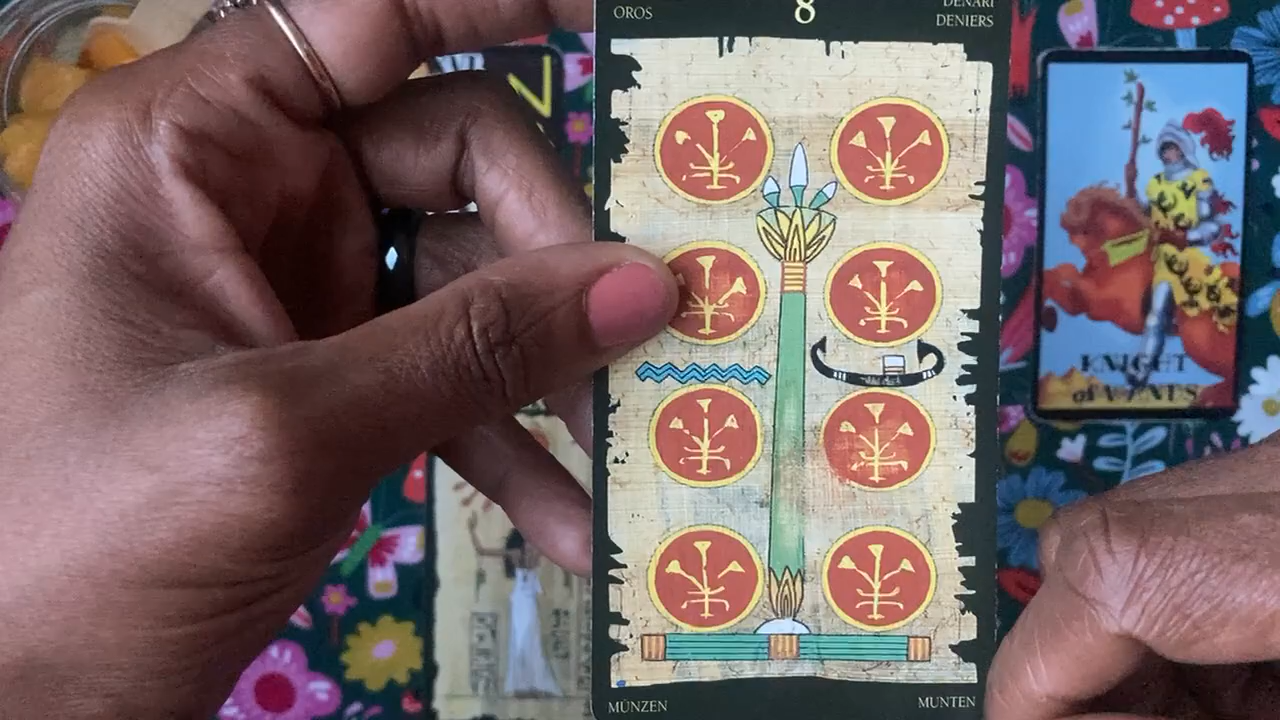 OROS
8
DENARI
DENIERS
KNIGHT
of WANDS
MÜNZEN
MUNTEN